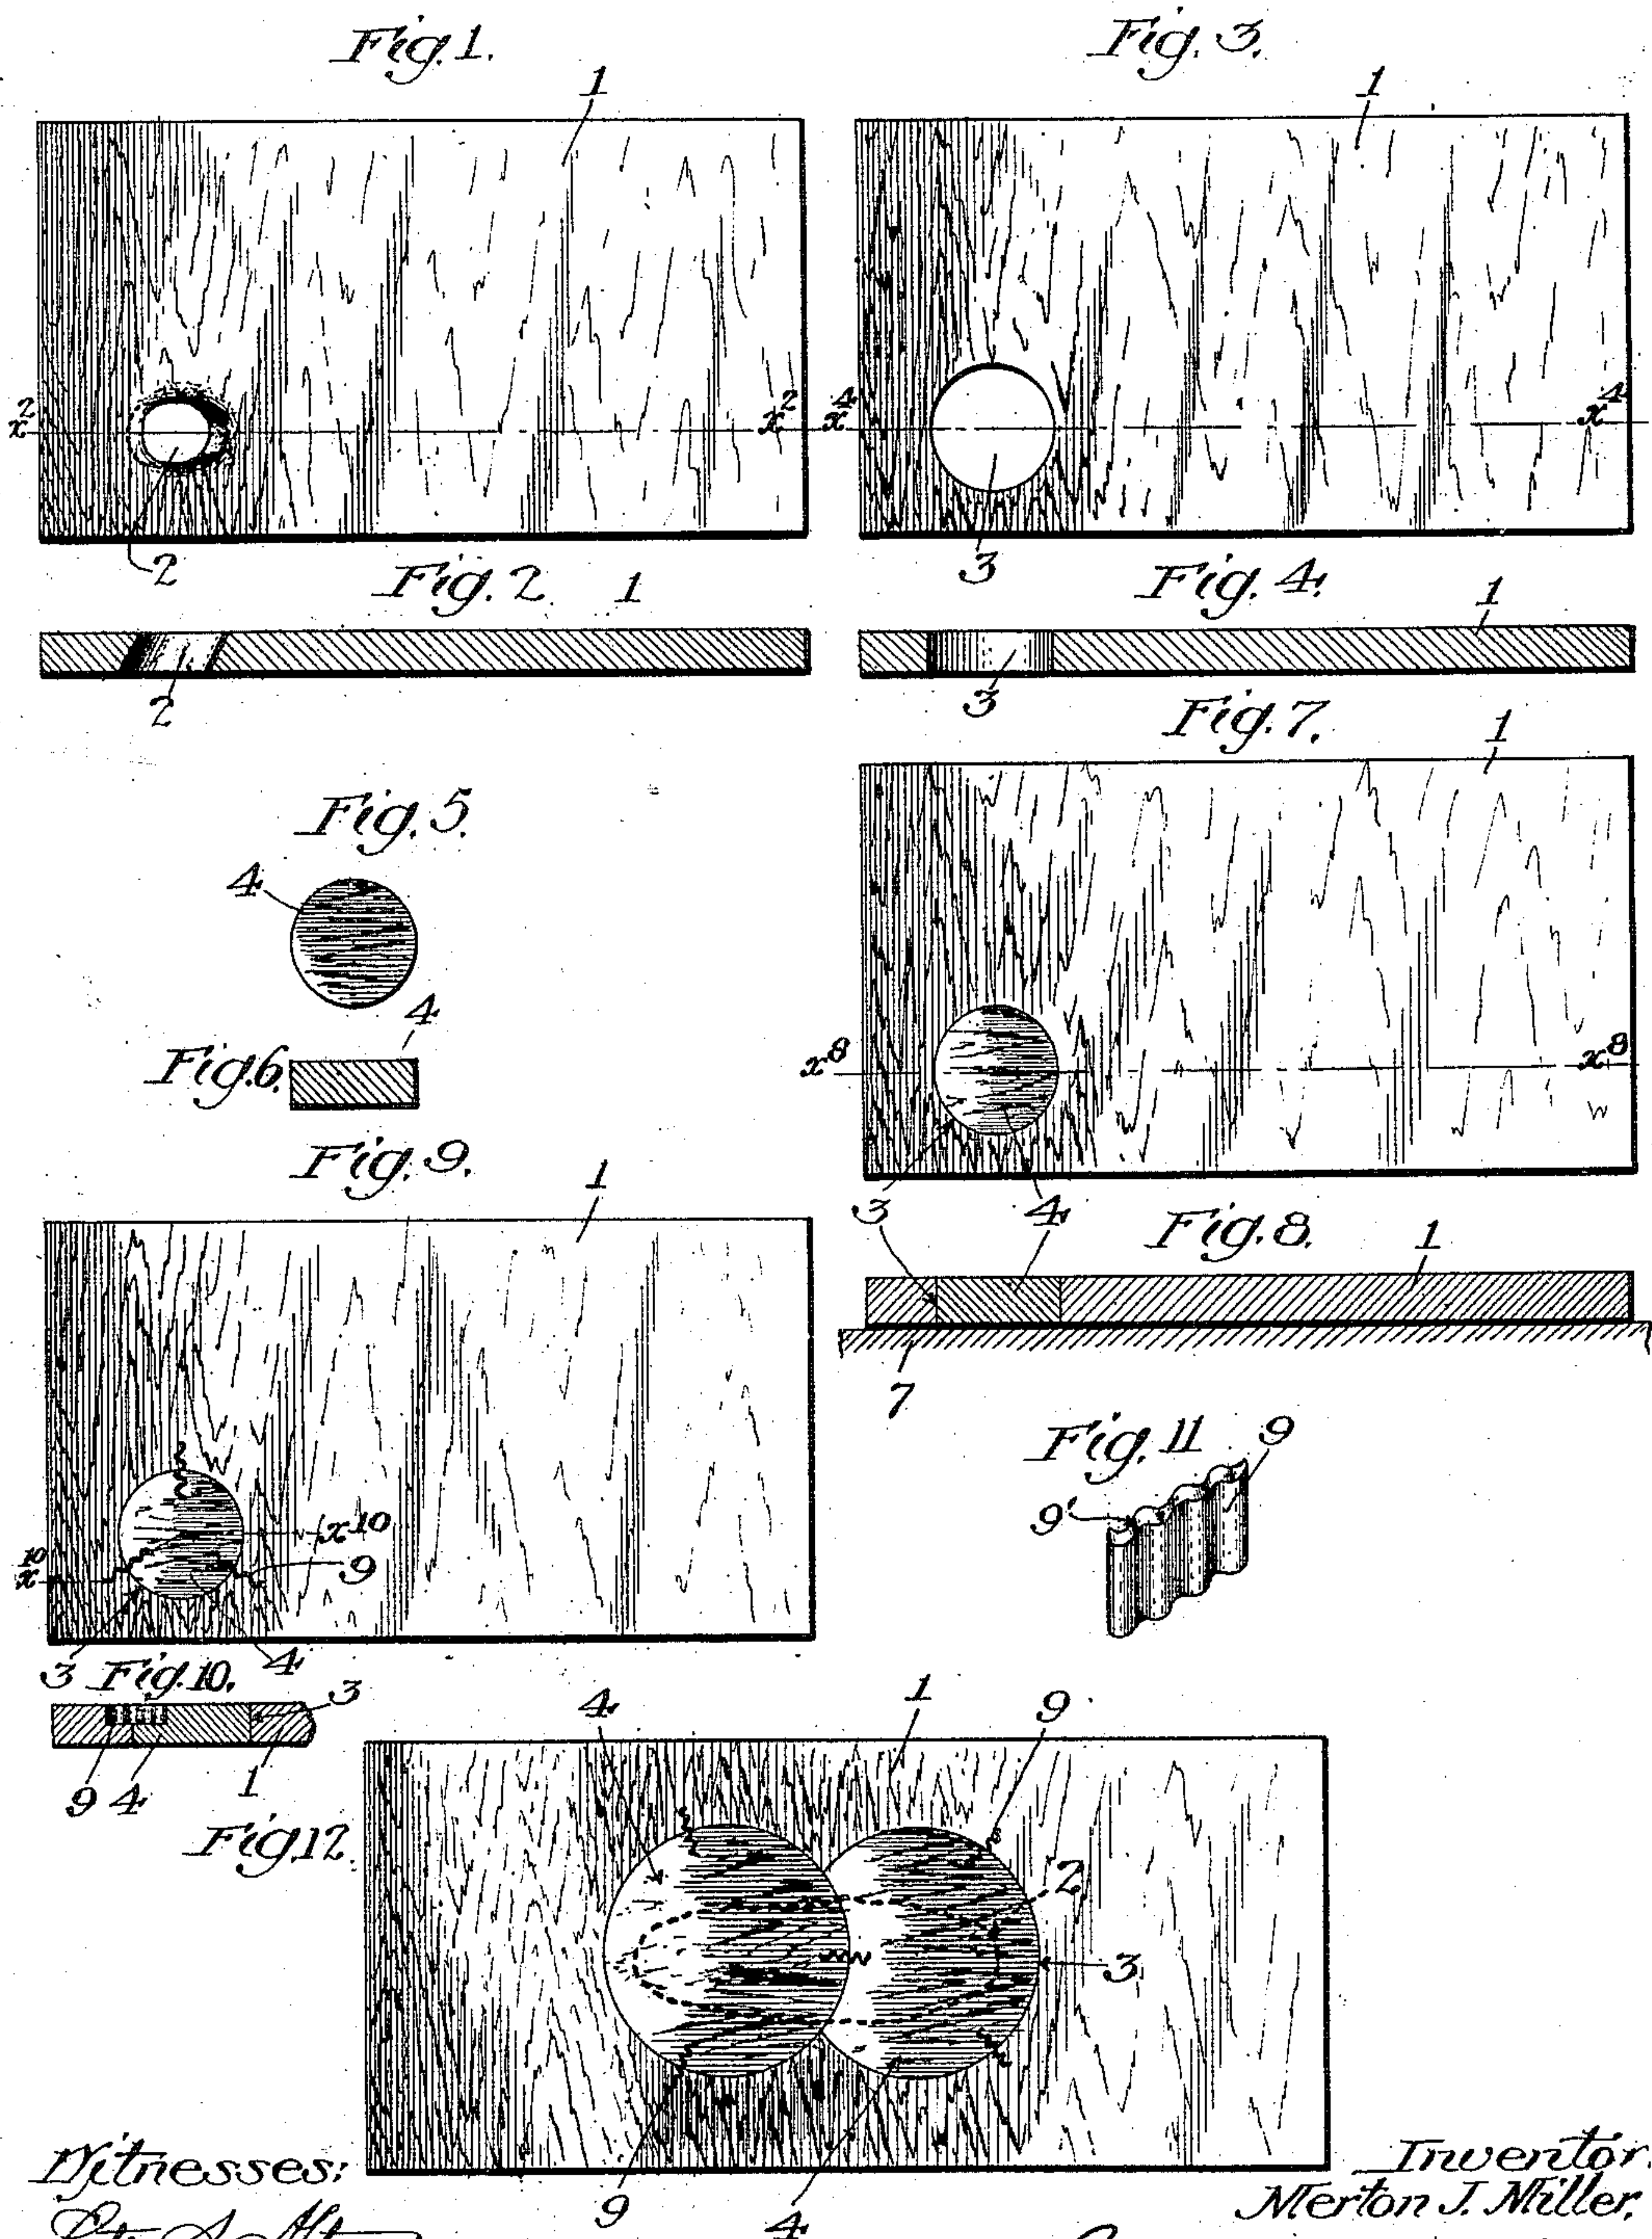 Fig. 1.
1
x2
x2
2
Fig. 3.
1
x4
x4
3
Fig. 2
1
2
Fig. 4.
1
3
Fig. 5.
4
Fig. 6.
4
Fig. 7.
1
x8
x8
3
4
Fig. 8.
1
7
Fig. 9.
1
x10
x10
9
3
4
Fig. 10.
3
9
4
1
Fig. 11
9
9'
Fig. 12.
4
1
9
2
3
9
4
Witnesses:
Inventor.
Merton J. Miller,